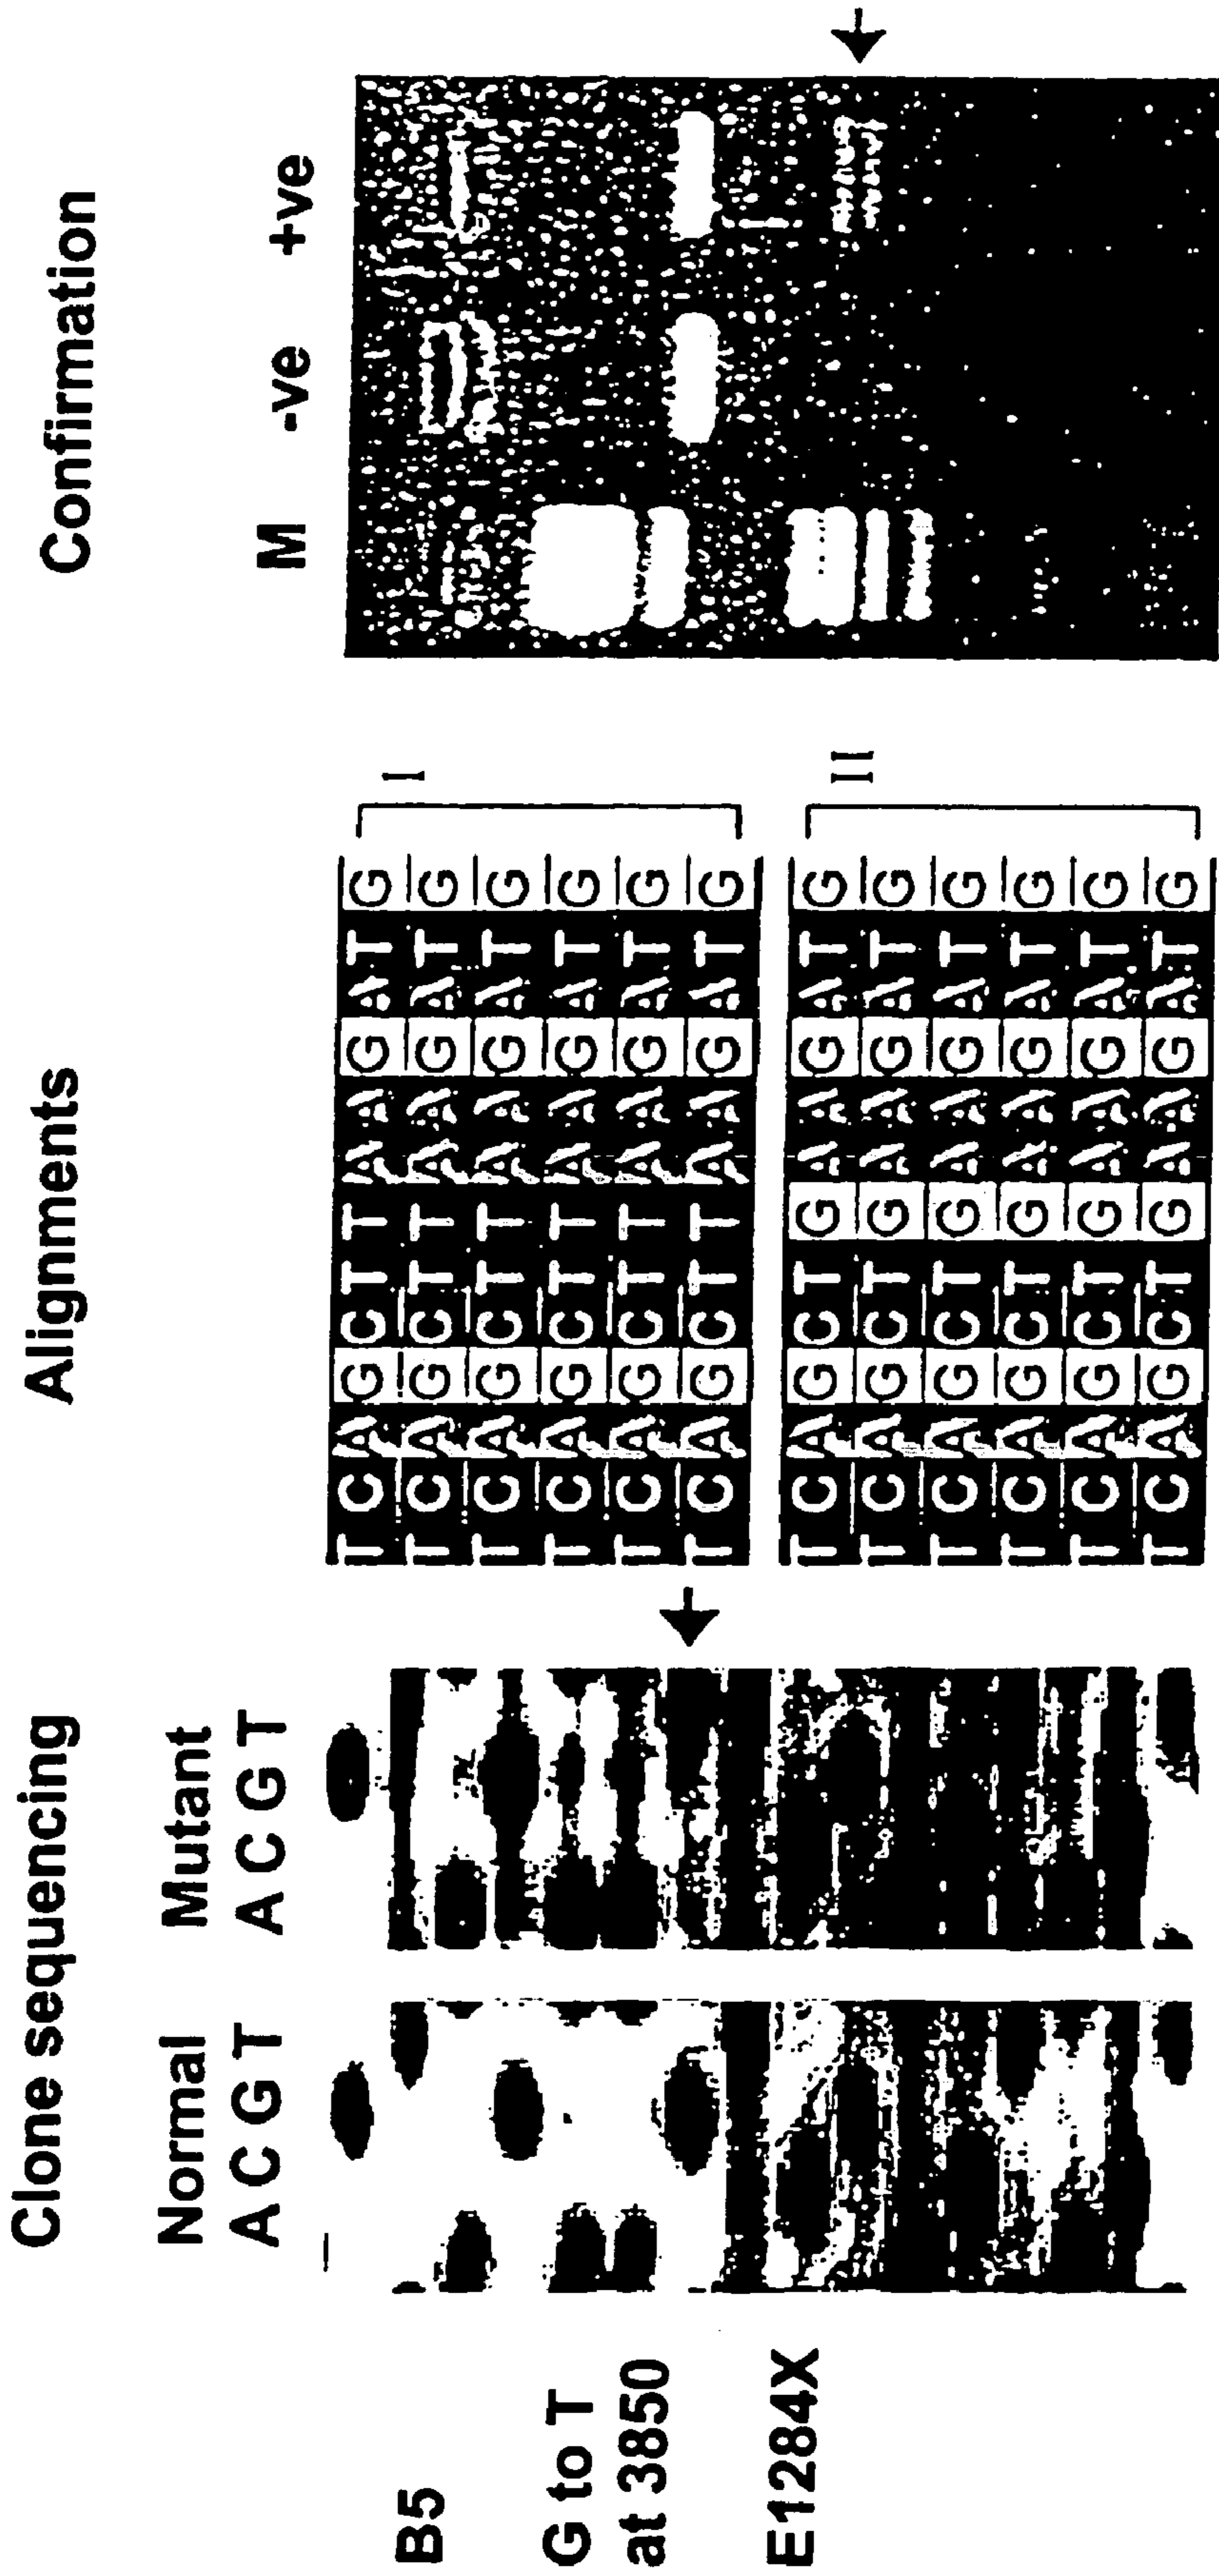 Clone sequencing
Alignments
Confirmation
Normal
Mutant
A C G T
A C G T
M -ve +ve
B5
G to T
at 3850
E1284X
T C A G C T T A A G A T G
T C A G C T T A A G A T G
T C A G C T T A A G A T G
T C A G C T T A A G A T G
T C A G C T T A A G A T G
T C A G C T T A A G A T G
I
T C A G C T G A A G A T G
T C A G C T G A A G A T G
T C A G C T G A A G A T G
T C A G C T G A A G A T G
T C A G C T G A A G A T G
T C A G C T G A A G A T G
II